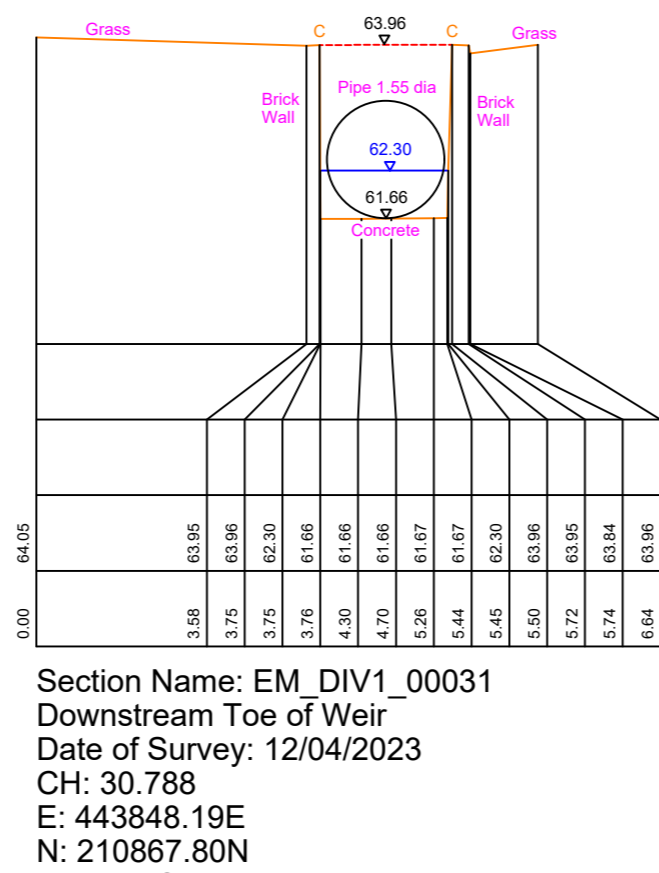 Grass
C
63.96
C
Grass
Pipe 1.55 dia
Brick
Wall
Brick
Wall
62.30
61.66
Concrete
64.05 63.95 63.96 62.30 61.66 61.66 61.66 61.67 61.67 62.30 63.96 63.95 63.84 63.96
0.00 3.58 3.75 3.75 3.76 4.30 4.70 5.26 5.44 5.45 5.50 5.72 5.74 6.64
Section Name: EM_DIV1_00031
Downstream Toe of Weir
Date of Survey: 12/04/2023
CH: 30.788
E: 443848.19E
N: 210867.80N